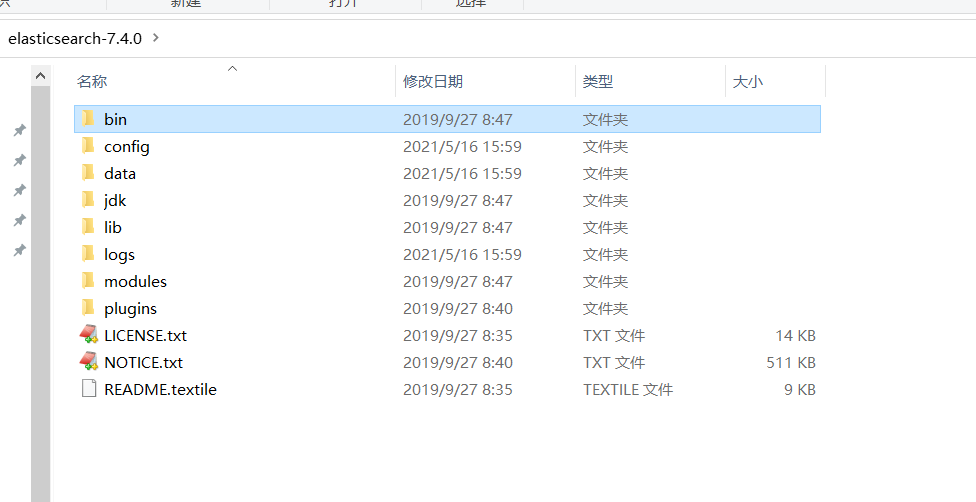 新建 打开 选择
elasticsearch-7.4.0
名称 修改日期 类型 大小
bin 2019/9/27 8:47 文件夹
config 2021/5/16 15:59 文件夹
data 2021/5/16 15:59 文件夹
jdk 2019/9/27 8:47 文件夹
lib 2019/9/27 8:47 文件夹
logs 2021/5/16 15:59 文件夹
modules 2019/9/27 8:47 文件夹
plugins 2019/9/27 8:40 文件夹
LICENSE.txt 2019/9/27 8:35 TXT 文件 14 KB
NOTICE.txt 2019/9/27 8:40 TXT 文件 511 KB
README.textile 2019/9/27 8:35 TEXTILE 文件 9 KB